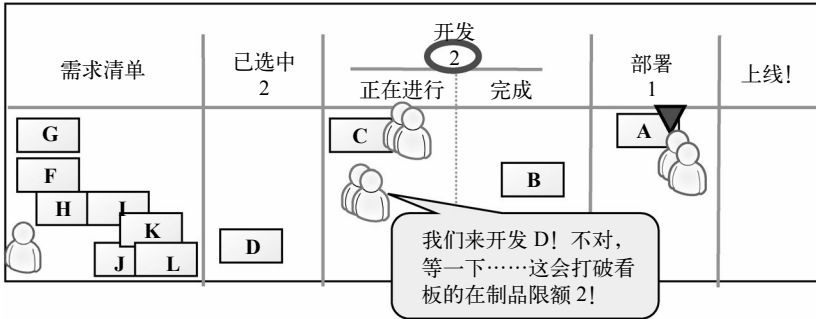 需求清单
已选中
2
开发
2
正在进行
完成
部署
1
上线！
G
F
H
I
K
J
L
D
C
B
A
我们来开发 D！不对，
等一下……这会打破看
板的在制品限额 2！